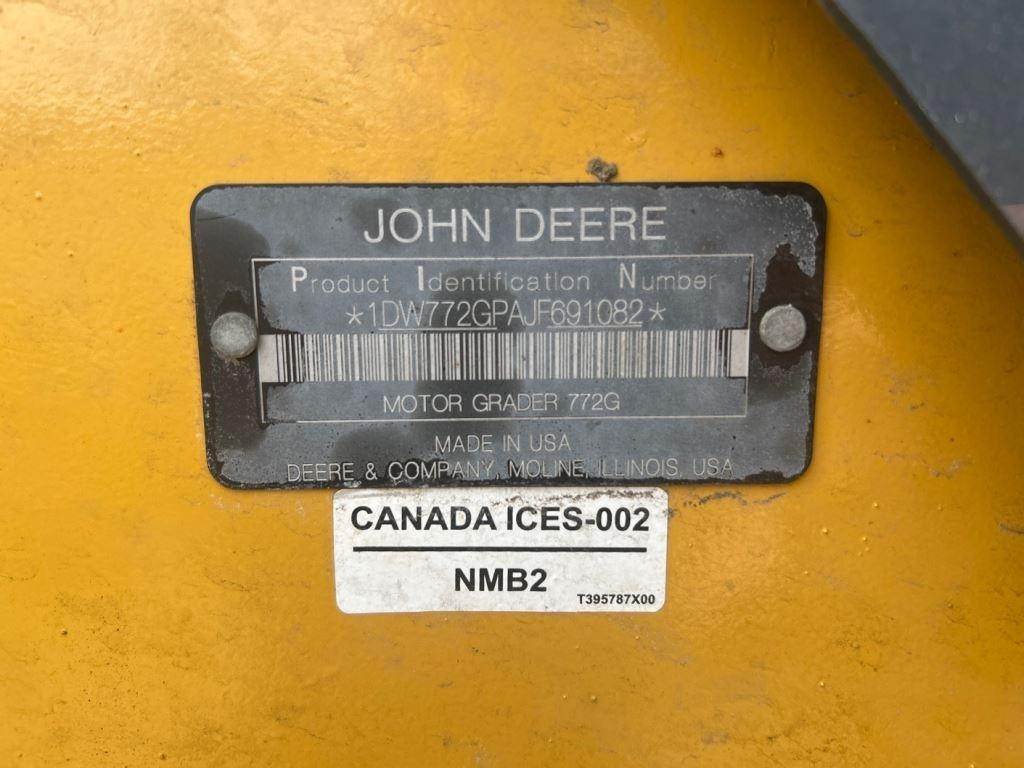 JOHN DEERE
Product Identification Number
*1DW772GPAJF691082*
MOTOR GRADER 772G
MADE IN USA
DEERE & COMPANY, MOLINE, ILLINOIS, USA
CANADA ICES-002
NMB2
T395787X00